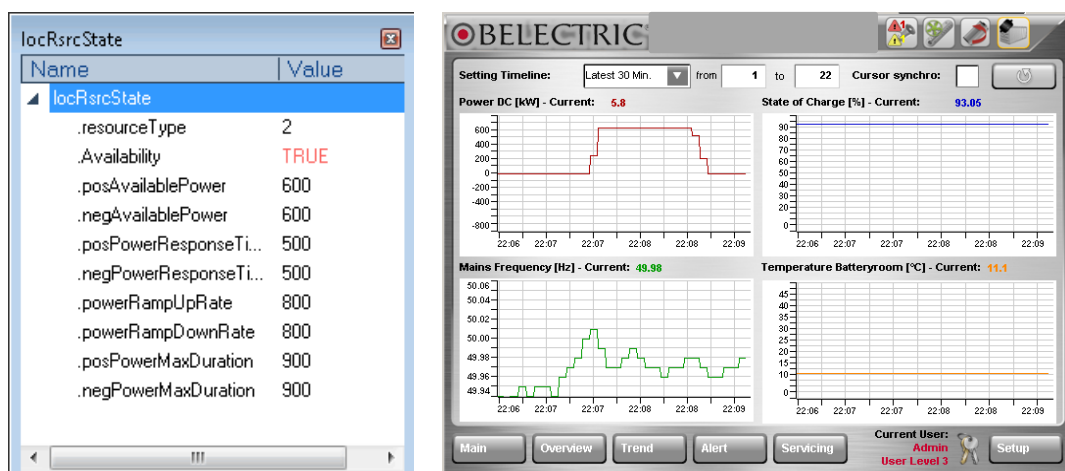 locRsrcState
Name Value
locRsrcState
.resourceType 2
.Availability TRUE
.posAvailablePower 600
.negAvailablePower 600
.posPowerResponseTi... 500
.negPowerResponseTi... 500
.powerRampUpRate 800
.powerRampDownRate 800
.posPowerMaxDuration 900
.negPowerMaxDuration 900
BELECTRIC
Setting Timeline: Latest 30 Min. from 1 to 22 Cursor synchro:
Power DC [kW] - Current: 5.8
600
400
200
0
-200
-400
-800
22:06 22:07 22:07 22:08 22:08 22:09
State of Charge [%] - Current: 93.05
90
80
70
60
50
40
30
20
0
22:06 22:07 22:07 22:08 22:08 22:09
Mains Frequency [Hz] - Current: 49.98
50.06
50.04
50.02
50.00
49.98
49.96
49.94
22:06 22:07 22:07 22:08 22:08 22:09
Temperature Batteryroom [°C] - Current: 11.1
45
40
35
30
25
20
15
10
0
22:06 22:07 22:07 22:08 22:08 22:09
Main Overview Trend Alert Servicing
Current User:
Admin
User Level 3
Setup